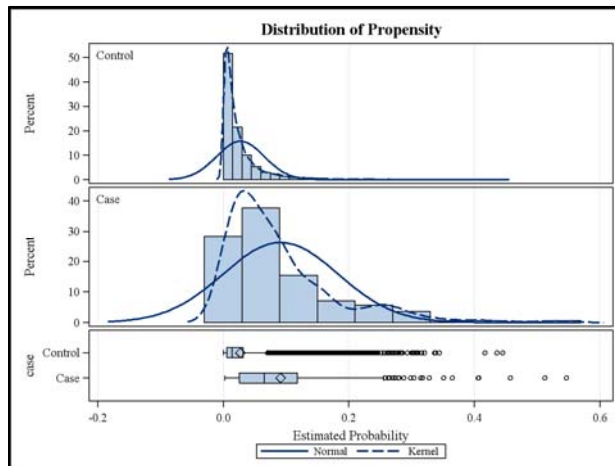 Distribution of Propensity
Control
50
40
30
20
10
0
Percent
Case
40
30
20
10
0
Percent
Control
Case
case
-0.2 0.0 0.2 0.4 0.6
Estimated Probability
Normal Kernel